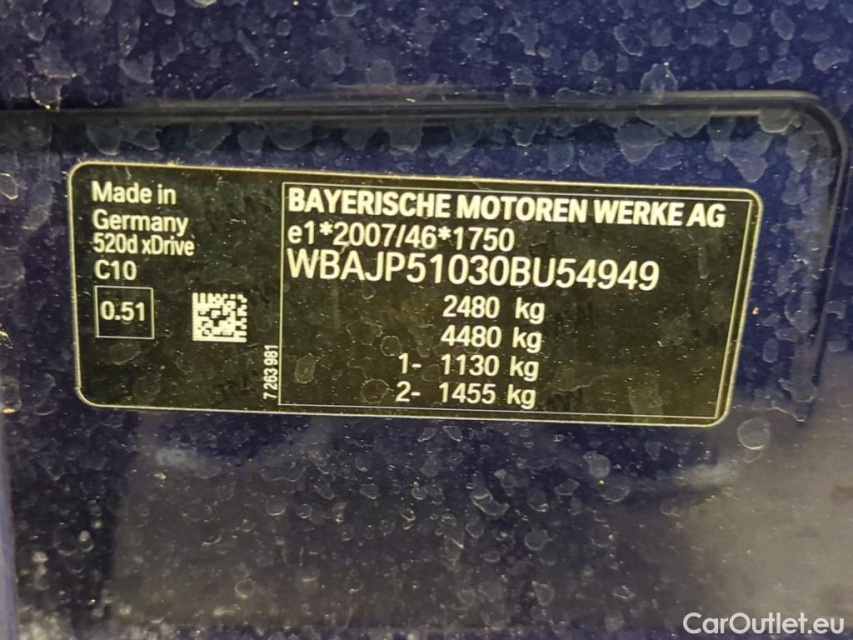 Made in
Germany
520d xDrive
C10
0.51
7 263 981
BAYERISCHE MOTOREN WERKE AG
e1*2007/46*1750
WBAJP51030BU54949
2480 kg
4480 kg
1- 1130 kg
2- 1455 kg
CarOutlet.eu